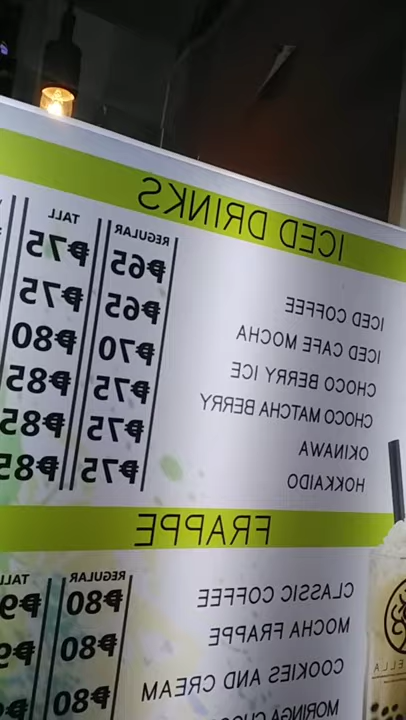 ICED DRINKS
REGULAR TALL
ICED COFFEE ₱65 ₱75
ICED CAFE MOCHA ₱65 ₱75
CHOCO BERRY ICE ₱70 ₱80
CHOCO MATCHA BERRY ₱75 ₱85
OKINAWA ₱75 ₱85
HOKKAIDO ₱75 ₱85
FRAPPE
REGULAR TALL
CLASSIC COFFEE ₱80
MOCHA FRAPPE ₱80
COOKIES AND CREAM ₱80
MORINGA